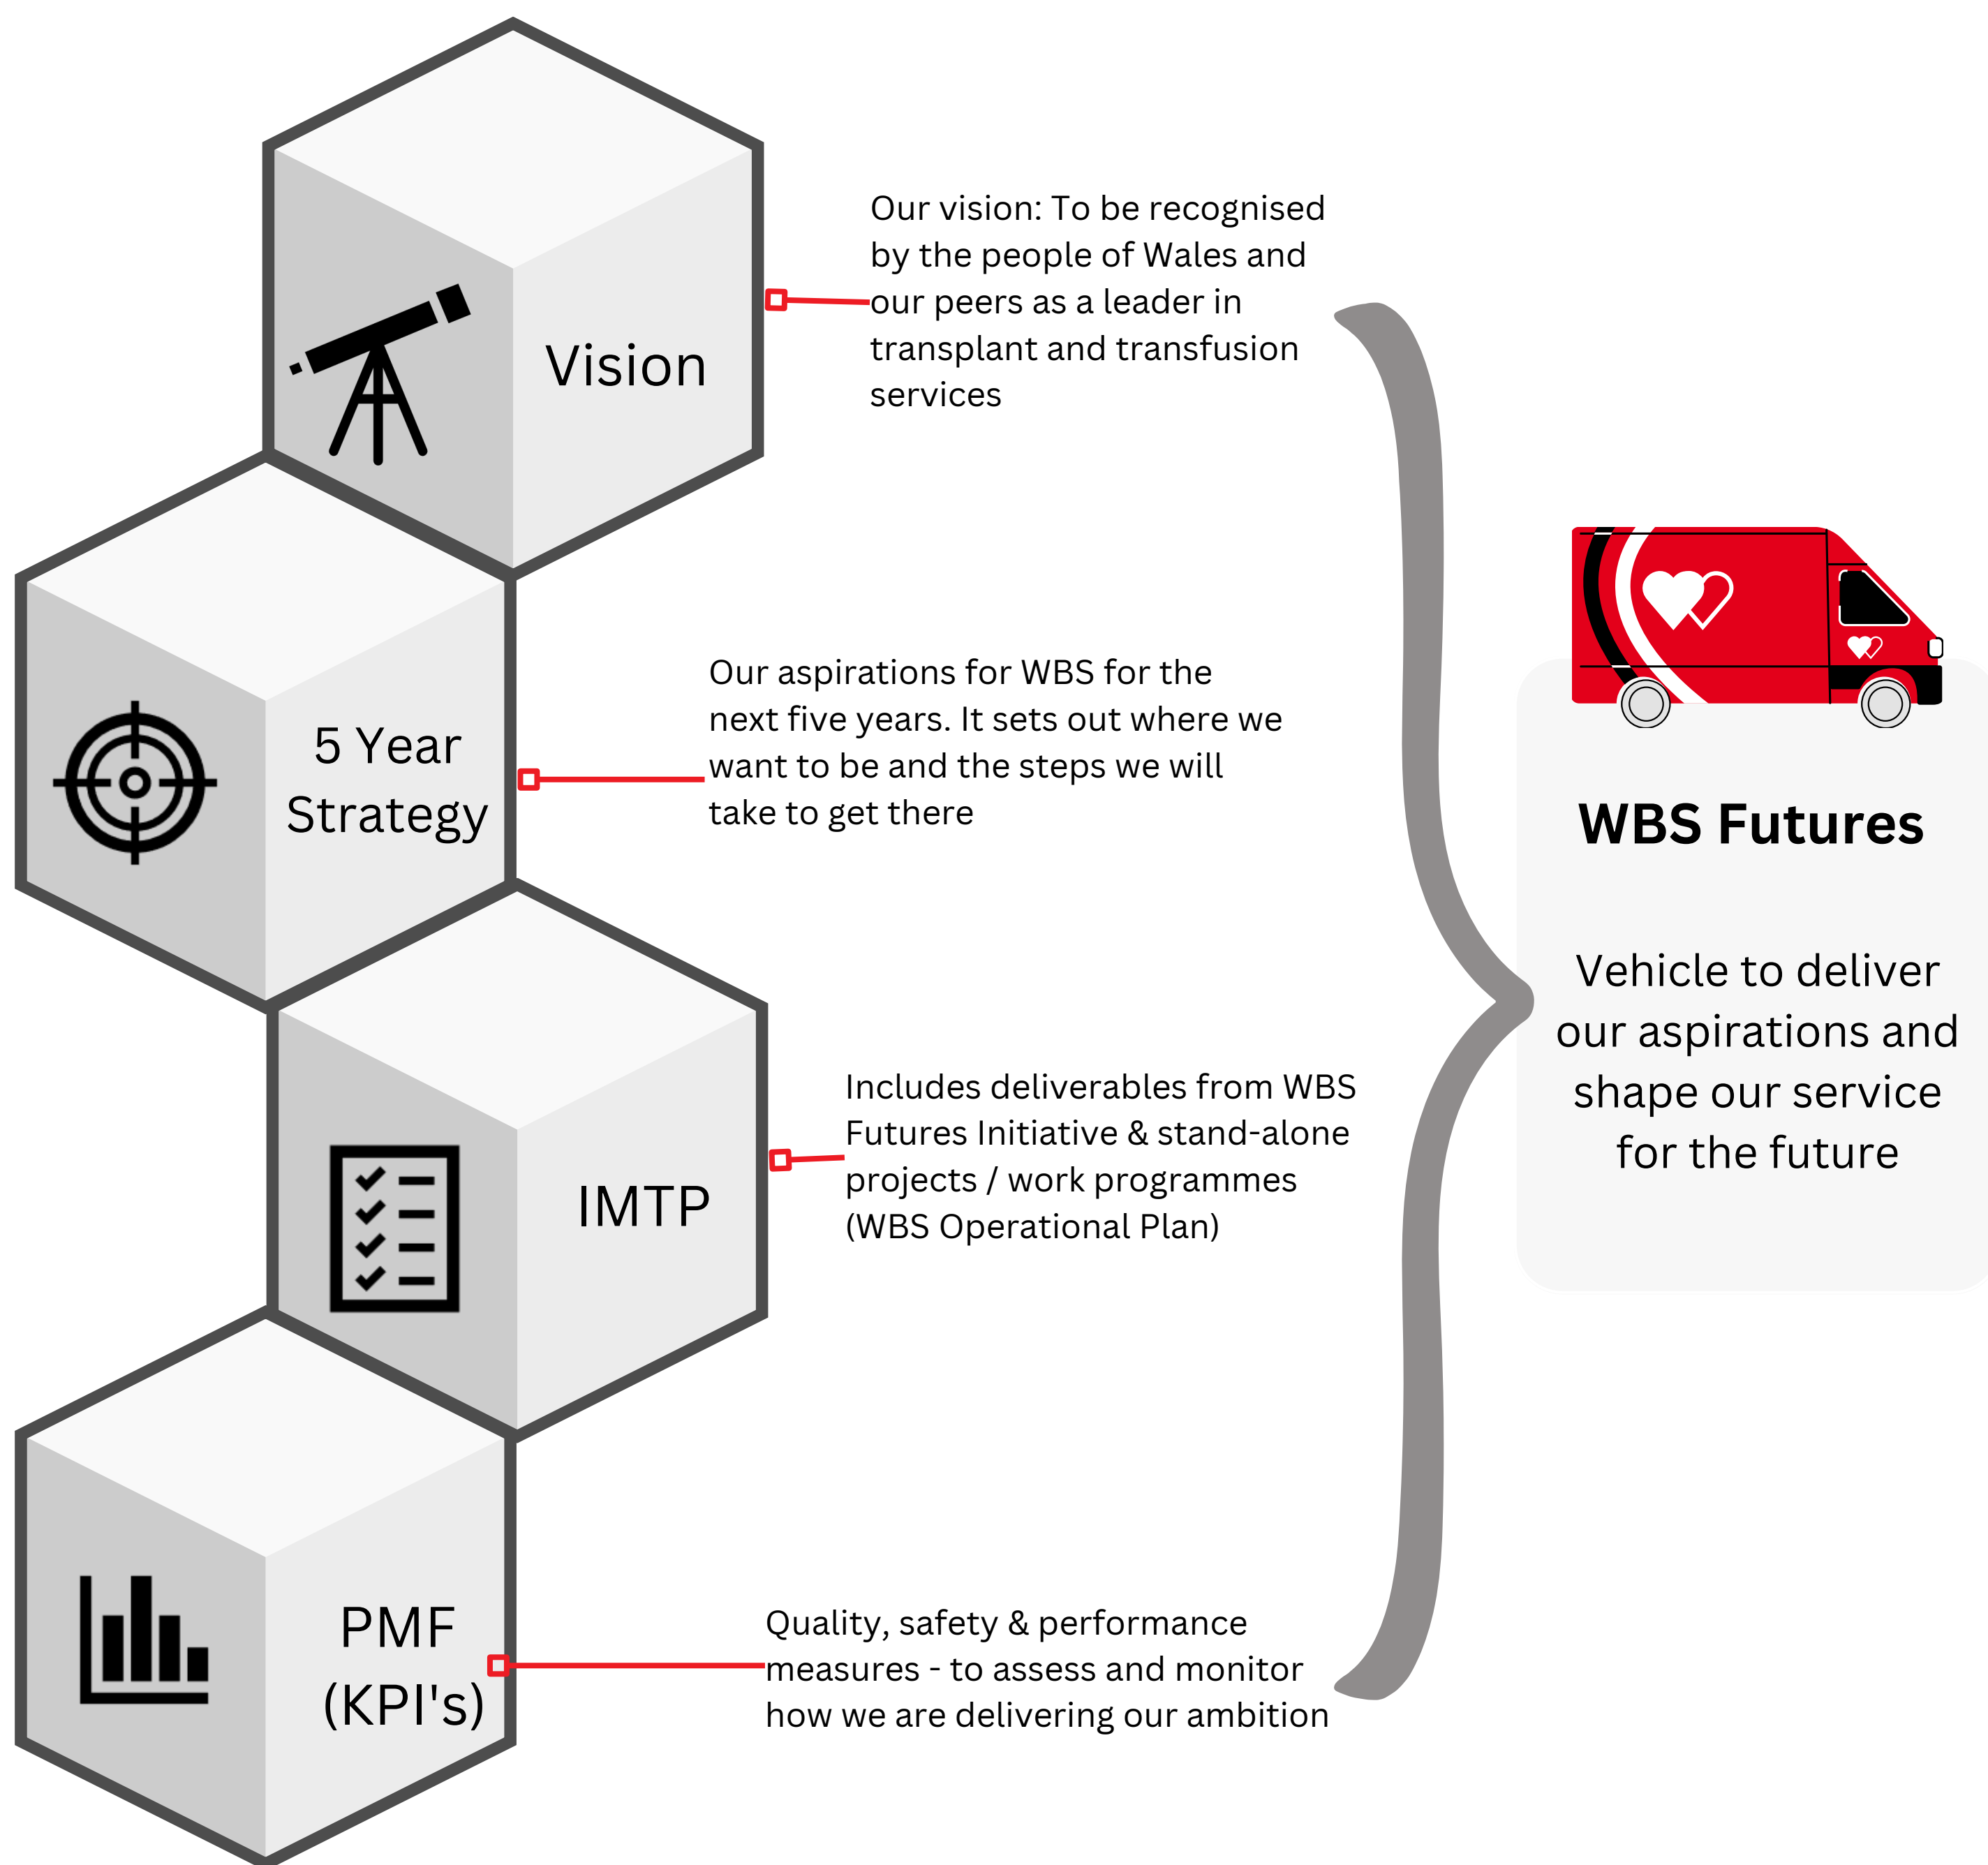 Vision
Our vision: To be recognised
by the people of Wales and
our peers as a leader in
transplant and transfusion
services
5 Year
Strategy
Our aspirations for WBS for the
next five years. It sets out where we
want to be and the steps we will
take to get there
IMTP
Includes deliverables from WBS
Futures Initiative & stand-alone
projects / work programmes
(WBS Operational Plan)
PMF
(KPI's)
Quality, safety & performance
measures - to assess and monitor
how we are delivering our ambition
WBS Futures
Vehicle to deliver
our aspirations and
shape our service
for the future